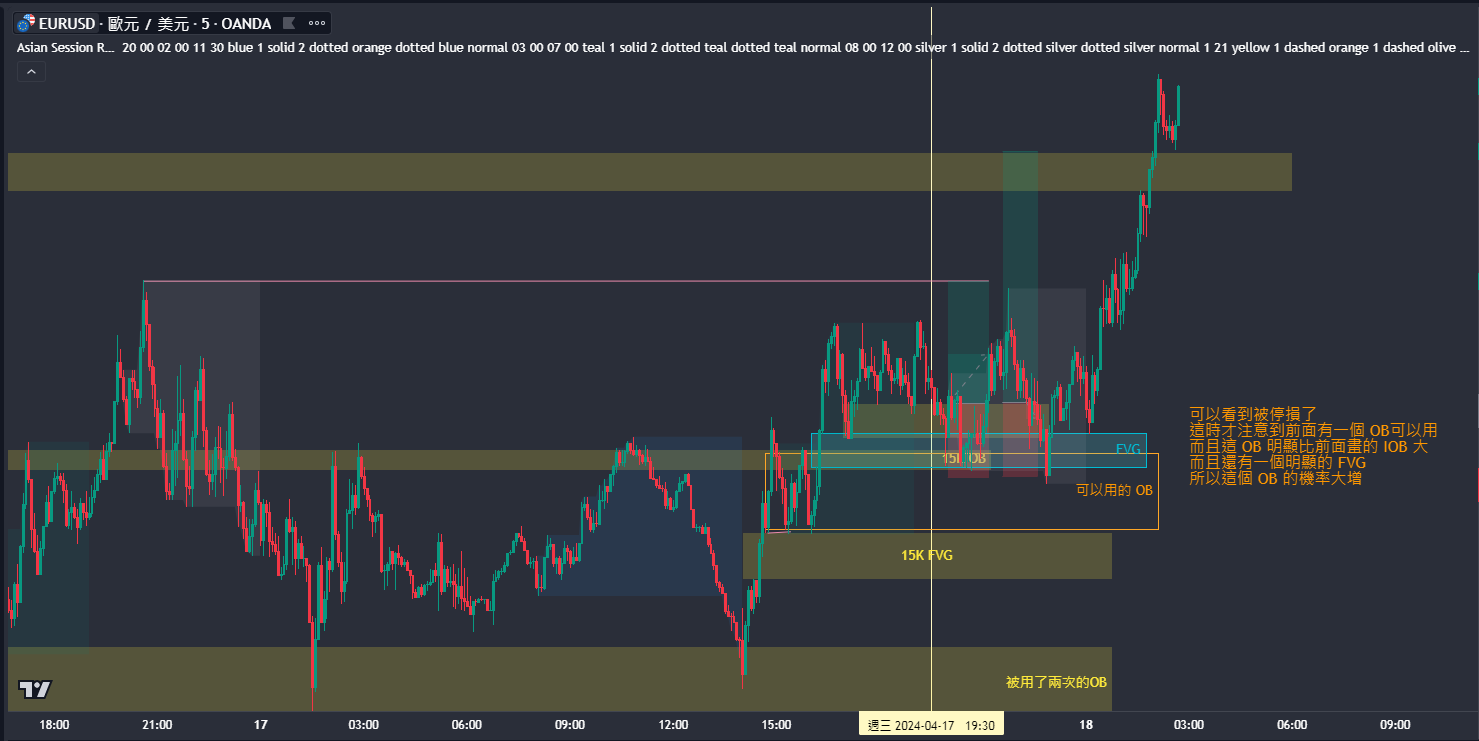 EURUSD · 歐元 / 美元 · 5 · OANDA
Asian Session R... 20 00 02 00 11 30 blue 1 solid 2 dotted orange dotted blue normal 03 00 07 00 teal 1 solid 2 dotted teal dotted teal normal 08 00 12 00 silver 1 solid 2 dotted silver dotted silver normal 1 21 yellow 1 dashed orange 1 dashed olive ...
可以看到被停損了
這時才注意到前面有一個 OB可以用
而且這 OB 明顯比前面畫的 IOB 大
而且還有一個明顯的 FVG
所以這個 OB 的機率大增
FVG
15K OB
可以用的 OB
15K FVG
被用了兩次的OB
18:00 21:00 17 03:00 06:00 09:00 12:00 15:00 週三 2024-04-17 19:30 18 03:00 06:00 09:00